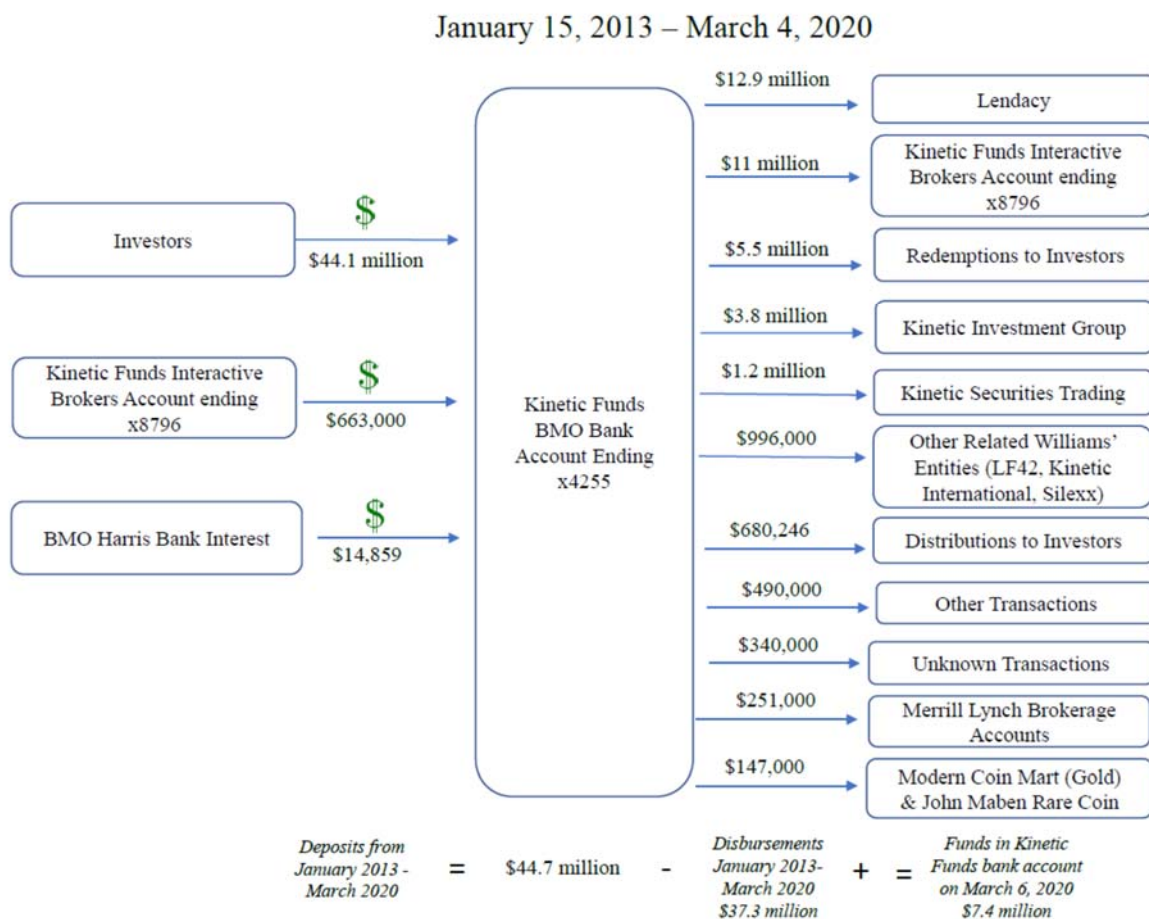 January 15, 2013 – March 4, 2020
Investors
$
$44.1 million
Kinetic Funds Interactive
Brokers Account ending
x8796
$
$663,000
BMO Harris Bank Interest
$
$14,859
Kinetic Funds
BMO Bank
Account Ending
x4255
$12.9 million
Lendacy
$11 million
Kinetic Funds Interactive
Brokers Account ending
x8796
$5.5 million
Redemptions to Investors
$3.8 million
Kinetic Investment Group
$1.2 million
Kinetic Securities Trading
$996,000
Other Related Williams’
Entities (LF42, Kinetic
International, Silexx)
$680,246
Distributions to Investors
$490,000
Other Transactions
$340,000
Unknown Transactions
$251,000
Merrill Lynch Brokerage
Accounts
$147,000
Modern Coin Mart (Gold)
& John Maben Rare Coin
Deposits from
January 2013 -
March 2020
=
$44.7 million
-
Disbursements
January 2013-
March 2020
$37.3 million
+
=
Funds in Kinetic
Funds bank account
on March 6, 2020
$7.4 million